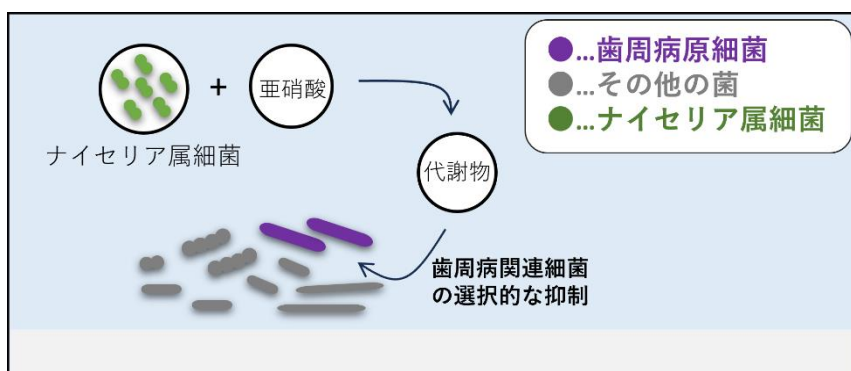 ●...歯周病原細菌
●...その他の菌
●...ナイセリア属細菌
+
亜硝酸
ナイセリア属細菌
代謝物
歯周病関連細菌
の選択的な抑制